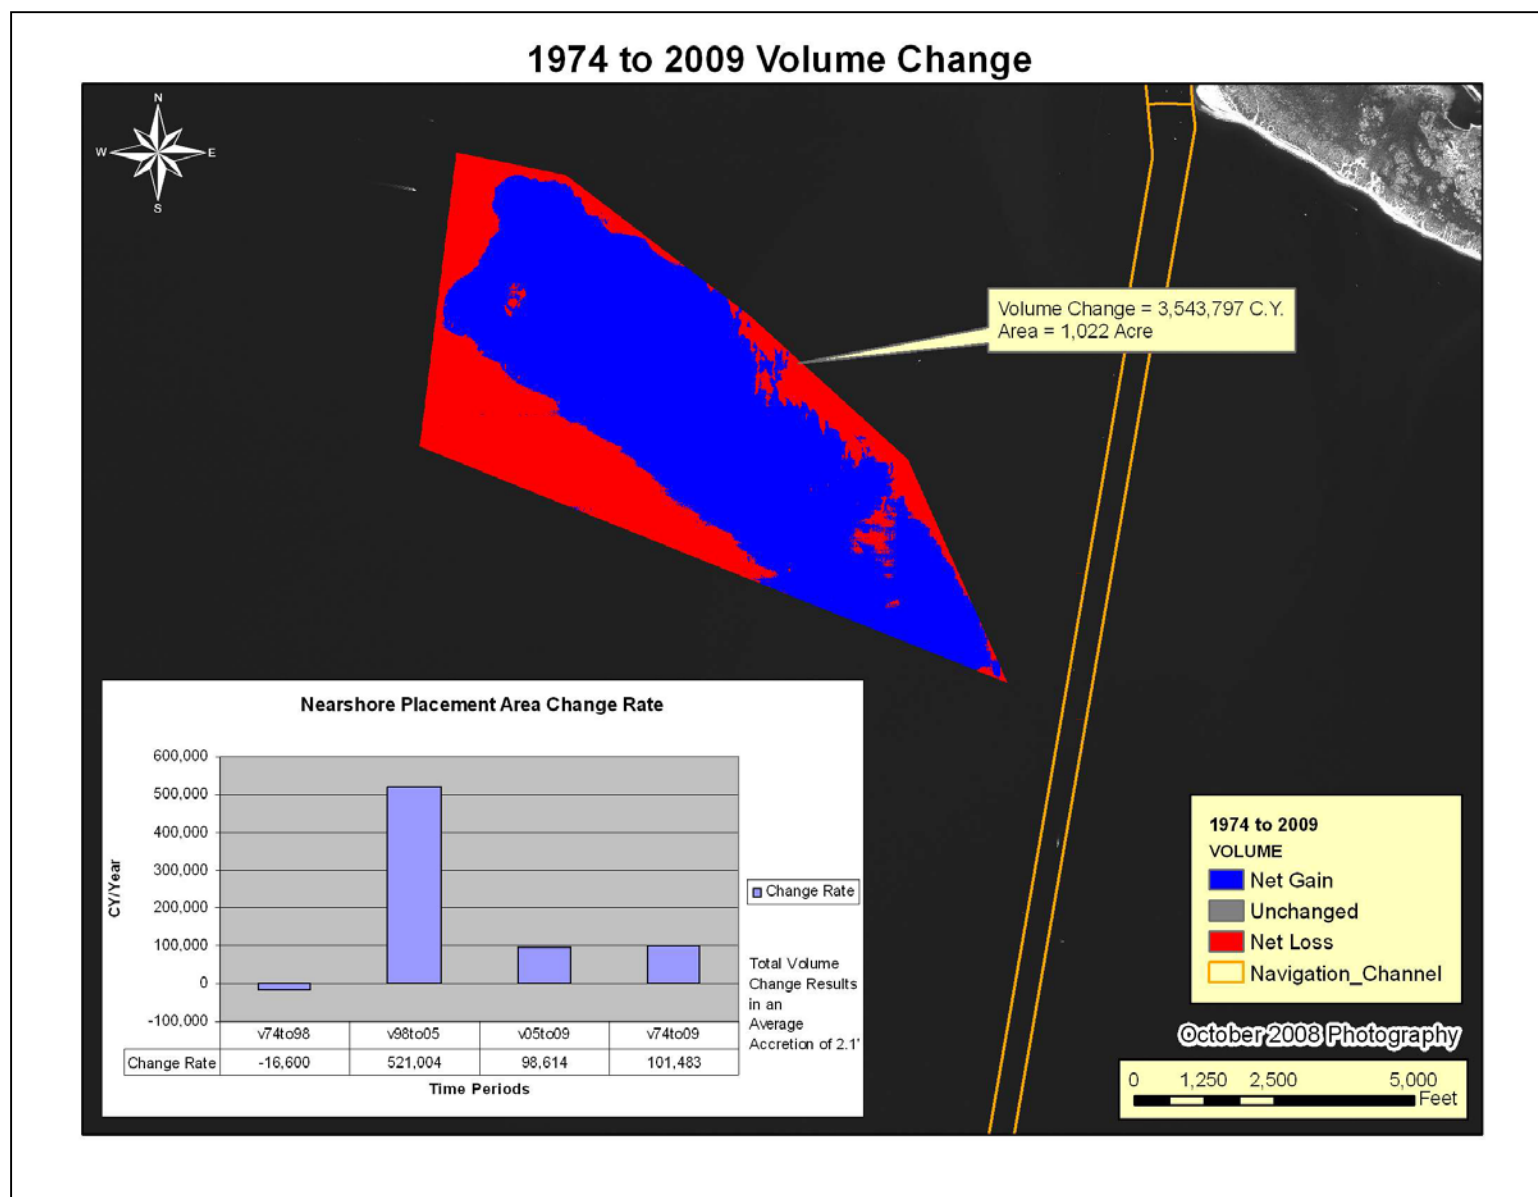 1974 to 2009 Volume Change
N
W
E
S
Volume Change = 3,543,797 C.Y.
Area = 1,022 Acre
Nearshore Placement Area Change Rate
600,000
500,000
400,000
300,000
200,000
100,000
0
-100,000
CY/Year
v74to98 v98to05 v05to09 v74to09
Change Rate -16,600 521,004 98,614 101,483
Time Periods
Change Rate
Total Volume
Change Results
in an
Average
Accretion of 2.1'
1974 to 2009
VOLUME
Net Gain
Unchanged
Net Loss
Navigation_Channel
October 2008 Photography
0 1,250 2,500 5,000
Feet